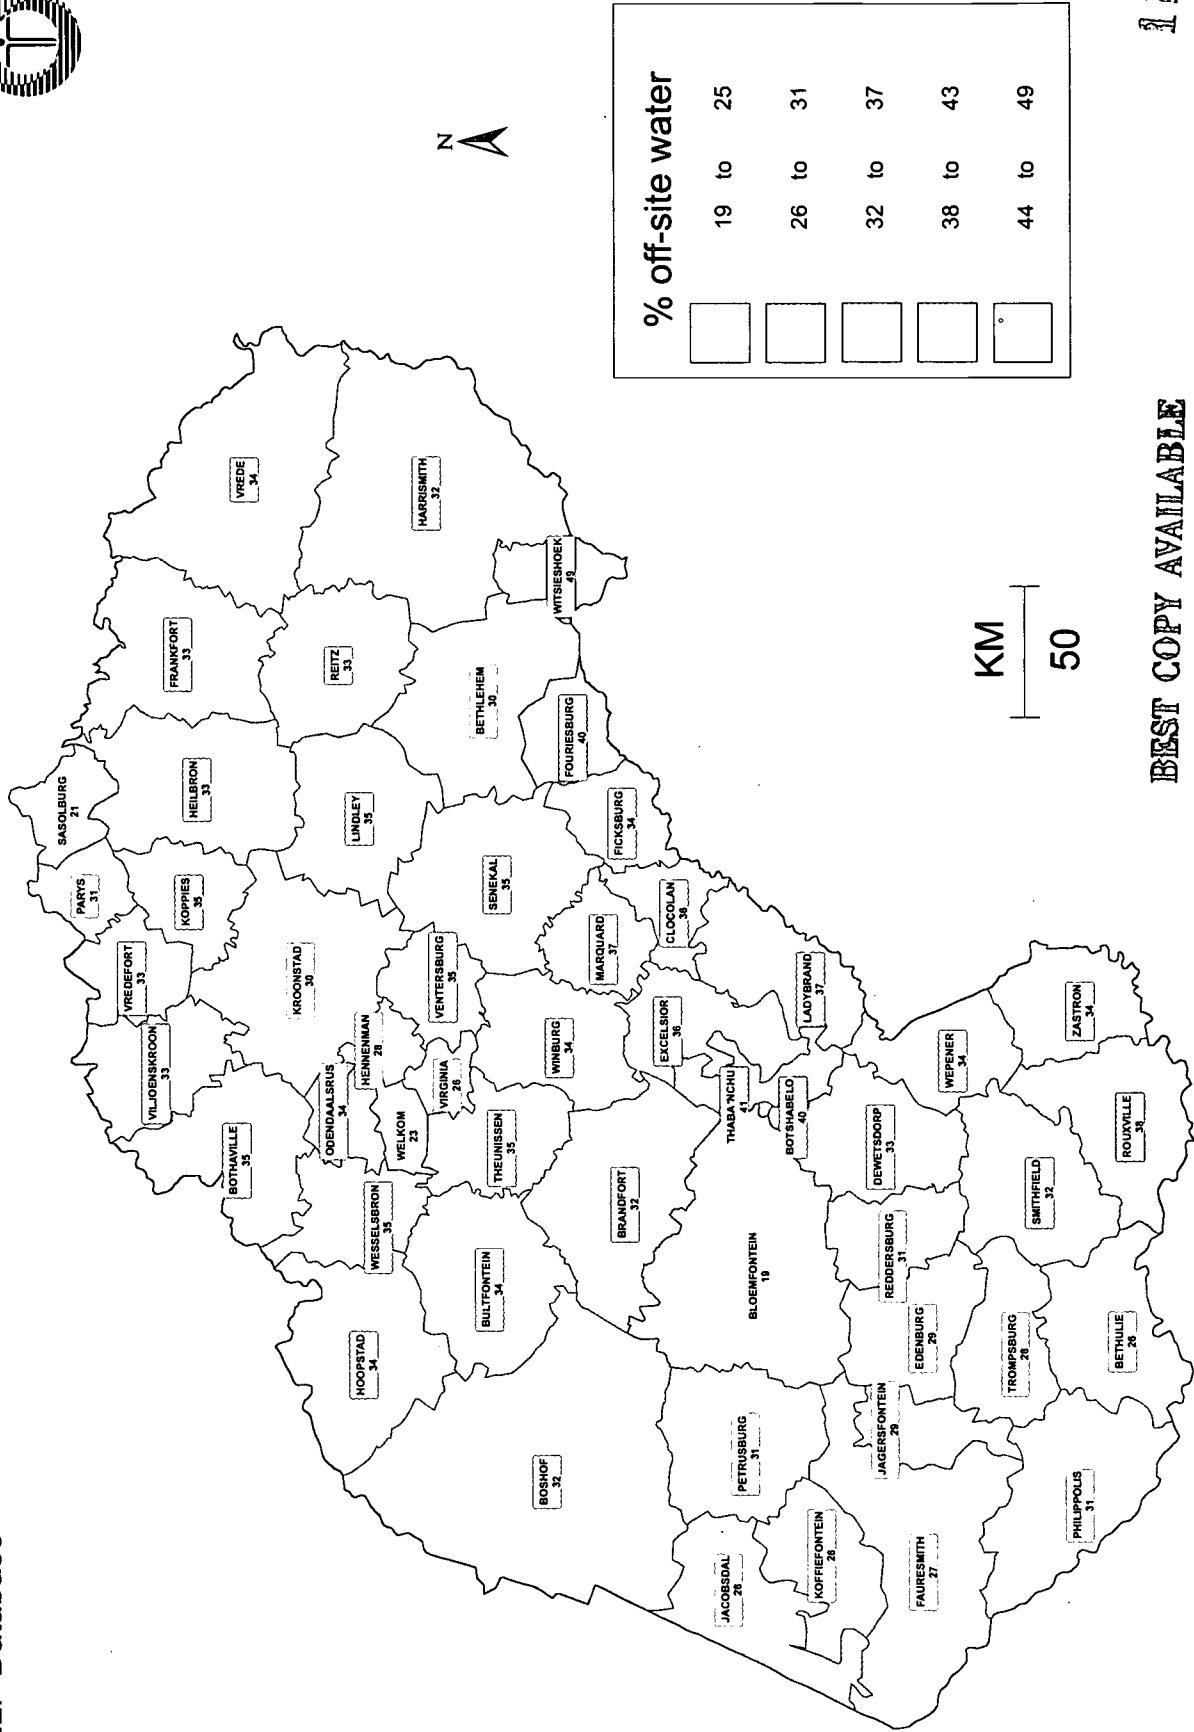 N
% off-site water
19 to 25
26 to 31
32 to 37
38 to 43
44 to 49
KM
50
BEST COPY AVAILABLE
SASOLBURG
21
PARYS
31
VREDEFORT
33
VILJOENSKROON
33
KOPPIES
35
HEILBRON
33
FRANKFORT
33
VREDE
34
HARRISMITH
32
REITZ
33
LINDLEY
35
KROONSTAD
30
BOTHAVILLE
35
ODENDAALSRUS
34
HENNENMAN
28
WESSELSBRON
35
WELKOM
23
VIRGINIA
26
VENTERSBURG
35
SENEKAL
35
BETHLEHEM
30
WITSIESHOEK
49
FOURIESBURG
40
FICKSBURG
34
MARQUARD
37
CLOCOLAN
36
WINBURG
34
THEUNISSEN
35
HOOPSTAD
34
BULTFONTEIN
34
BOSHOF
32
BRANDFORT
32
EXCELSIOR
36
THABA'NCHU
41
LADYBRAND
37
BOTSHABELO
40
BLOEMFONTEIN
19
PETRUSBURG
31
JACOBSDAL
28
KOFFIEFONTEIN
26
FAURESMITH
27
JAGERSFONTEIN
29
EDENBURG
29
REDDERSBURG
31
DEWETSDORP
33
WEPENER
34
ZASTRON
34
ROUXVILLE
38
SMITHFIELD
32
TROMPSBURG
28
BETHULIE
26
PHILIPPOLIS
31